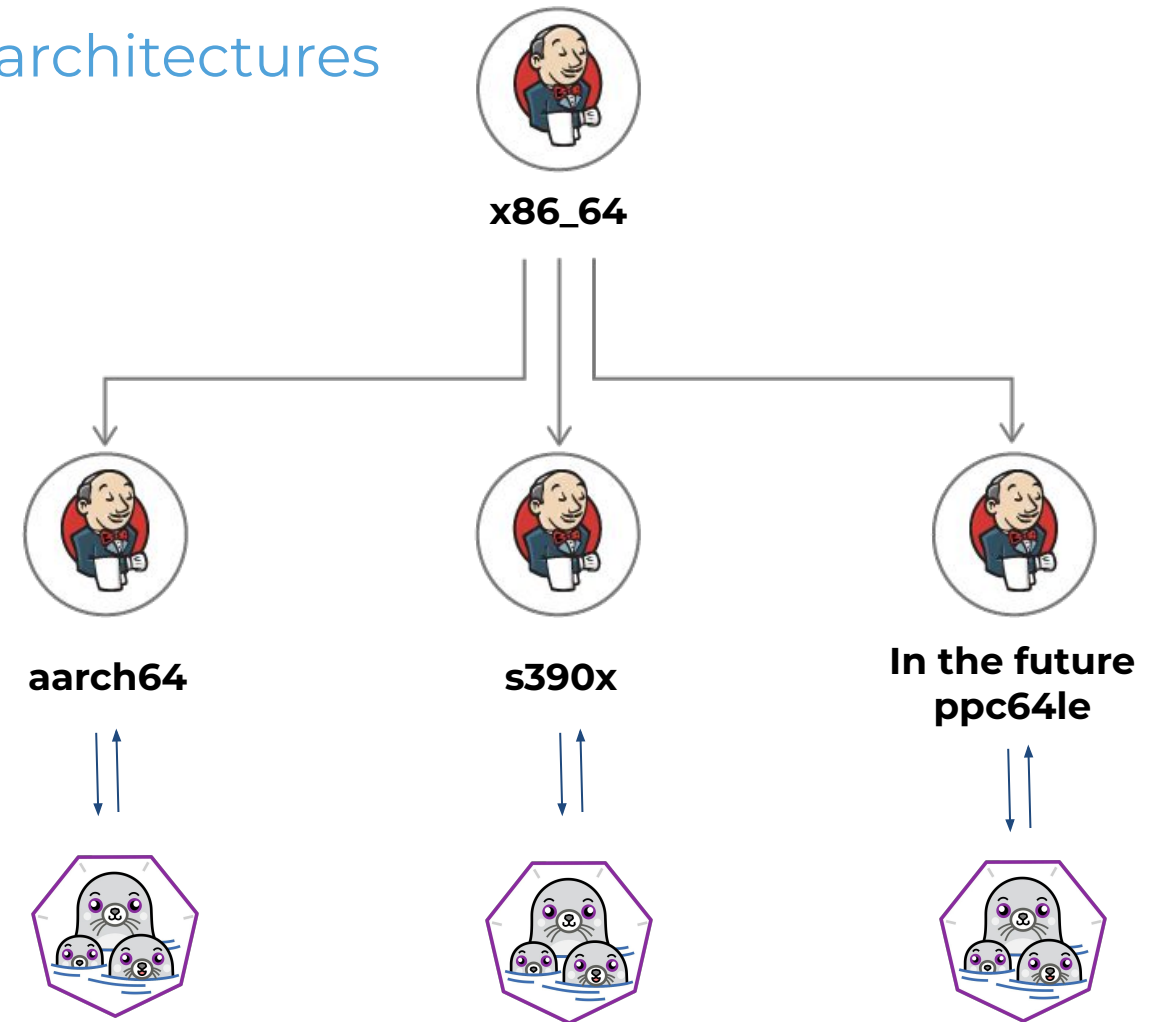 architectures
x86_64
aarch64
s390x
In the future
ppc64le